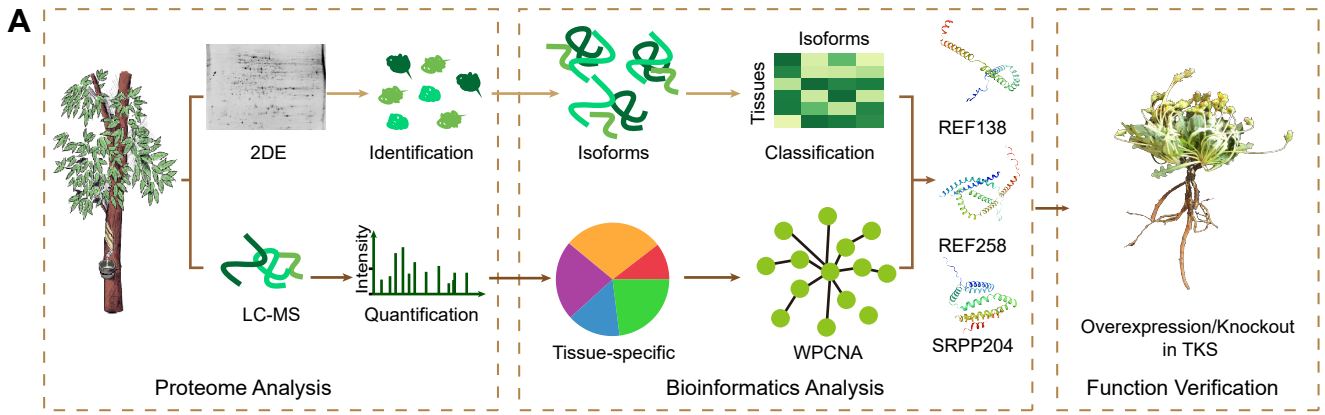 A
2DE
Identification
Isoforms
Isoforms
Tissues
Classification
LC-MS
Intensity
Quantification
Tissue-specific
WPCNA
REF138
REF258
SRPP204
Overexpression/Knockout
in TKS
Proteome Analysis
Bioinformatics Analysis
Function Verification